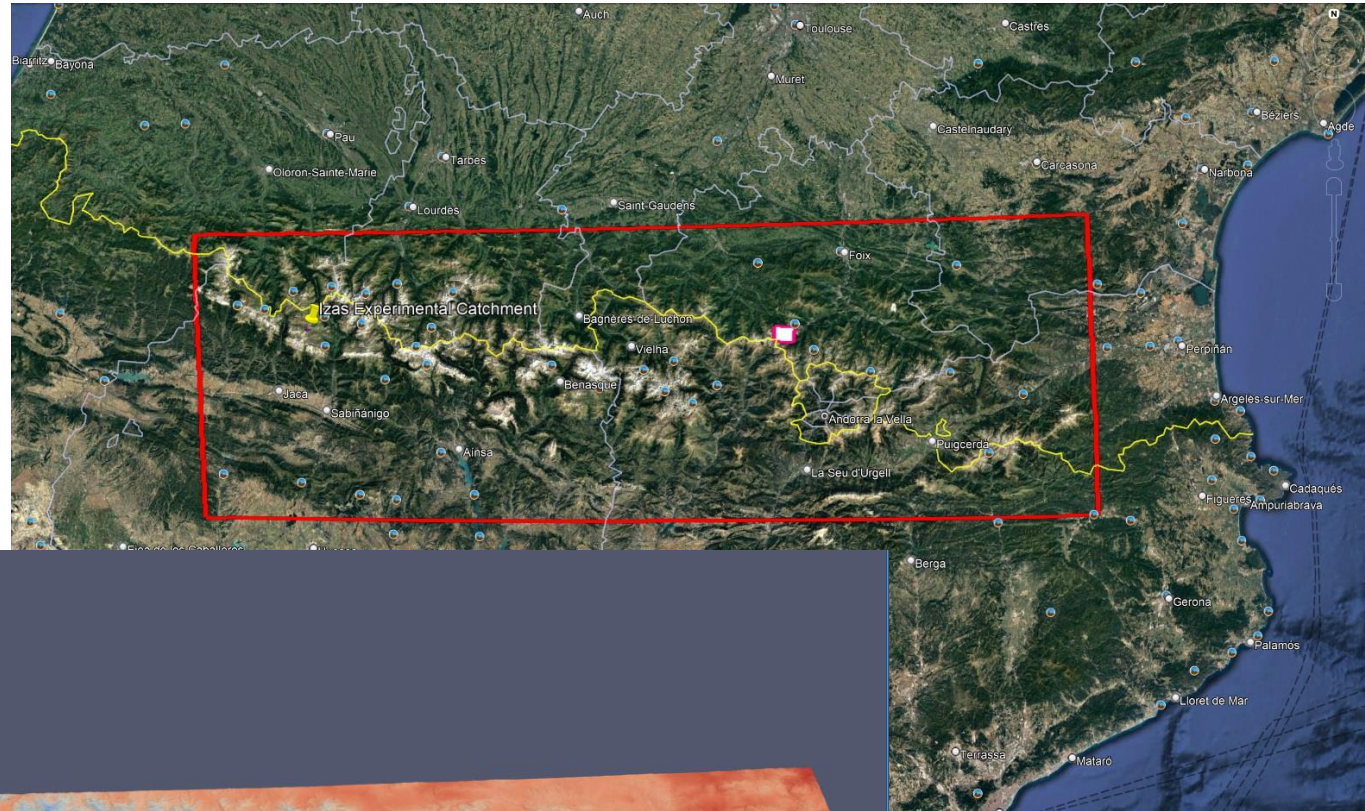 Auch
Toulouse
Castres
Biarritz
Bayona
Muret
Béziers
Agde
Pau
Castelnaudary
Tarbes
Carcasona
Oloron-Sainte-Marie
Narbona
Lourdes
Saint-Gaudens
Foix
Izas Experimental Catchment
Bagnères-de-Luchon
Vielha
Perpiñán
Benasque
Jaca
Argelès-sur-Mer
Sabiñánigo
Andorra la Vella
Puigcerda
Ainsa
La Seu d'Urgell
Cadaqués
Figueres
Ampuriabrava
Berga
Gerona
Palamós
Lloret de Mar
Terrassa
Mataró
N